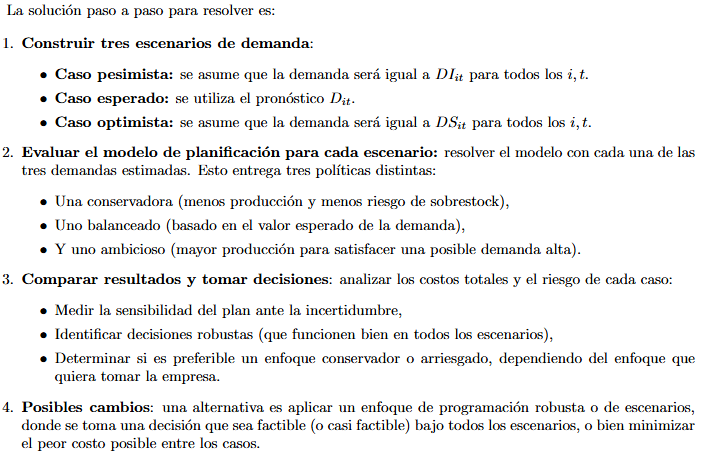 La solución paso a paso para resolver es:
1. Construir tres escenarios de demanda:
• Caso pesimista: se asume que la demanda será igual a DI_{it} para todos los i, t.
• Caso esperado: se utiliza el pronóstico D_{it}.
• Caso optimista: se asume que la demanda será igual a DS_{it} para todos los i, t.
2. Evaluar el modelo de planificación para cada escenario: resolver el modelo con cada una de las
tres demandas estimadas. Esto entrega tres políticas distintas:
• Una conservadora (menos producción y menos riesgo de sobrestock),
• Uno balanceado (basado en el valor esperado de la demanda),
• Y uno ambicioso (mayor producción para satisfacer una posible demanda alta).
3. Comparar resultados y tomar decisiones: analizar los costos totales y el riesgo de cada caso:
• Medir la sensibilidad del plan ante la incertidumbre,
• Identificar decisiones robustas (que funcionen bien en todos los escenarios),
• Determinar si es preferible un enfoque conservador o arriesgado, dependiendo del enfoque que
quiera tomar la empresa.
4. Posibles cambios: una alternativa es aplicar un enfoque de programación robusta o de escenarios,
donde se toma una decisión que sea factible (o casi factible) bajo todos los escenarios, o bien minimizar
el peor costo posible entre los casos.